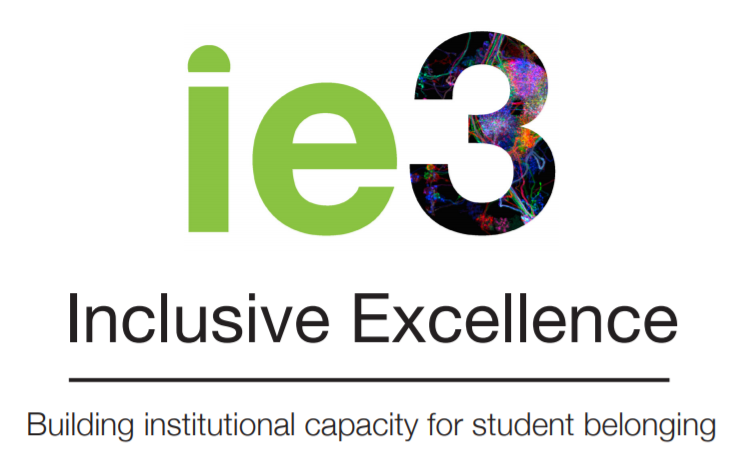 ie3
Inclusive Excellence
Building institutional capacity for student belonging